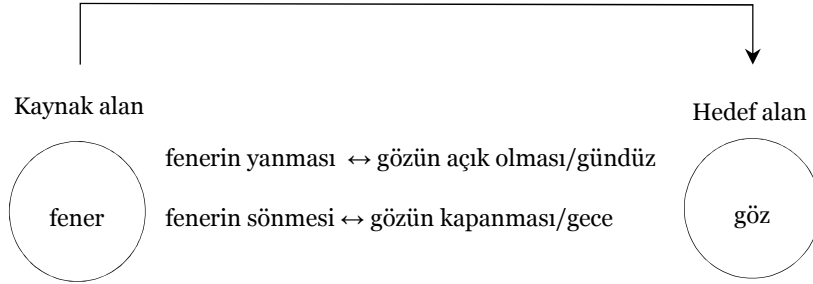 Kaynak alan
Hedef alan
fenerin yanması ↔ gözün açık olması/gündüz
fener
fenerin sönmesi ↔ gözün kapanması/gece
göz